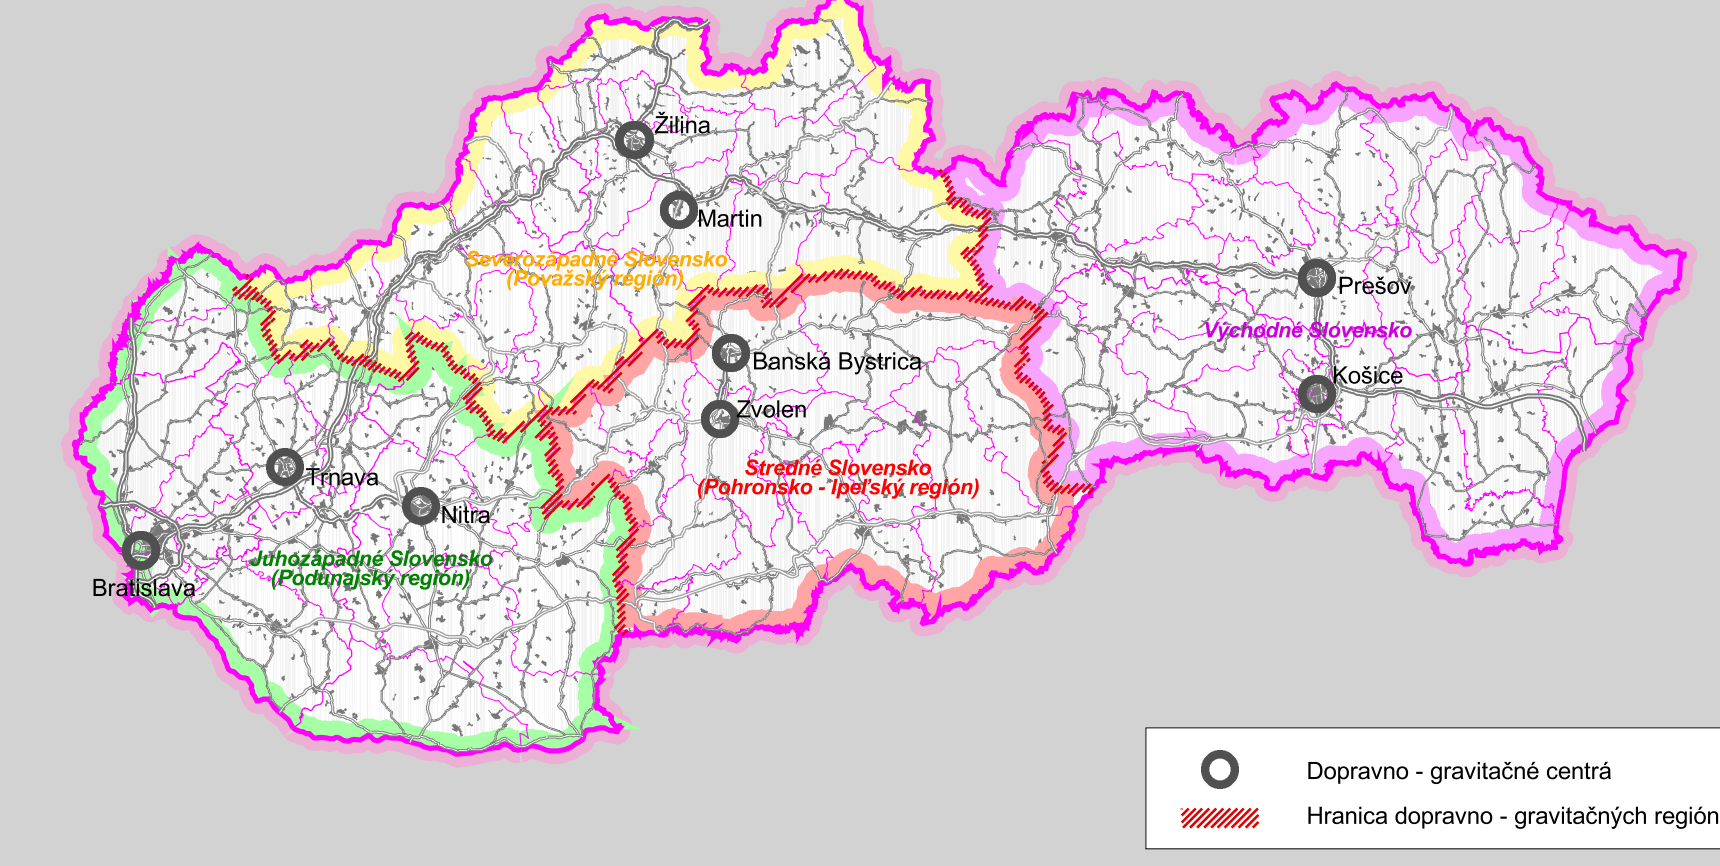 Žilina
Martin
Severozápadné Slovensko
(Považský región)
Prešov
Východné Slovensko
Banská Bystrica
Košice
Zvolen
Stredné Slovensko
(Pohronsko - Ipeľský región)
Trnava
Nitra
Juhozápadné Slovensko
(Podunajský región)
Bratislava
Dopravno - gravitačné centrá
Hranica dopravno - gravitačných región